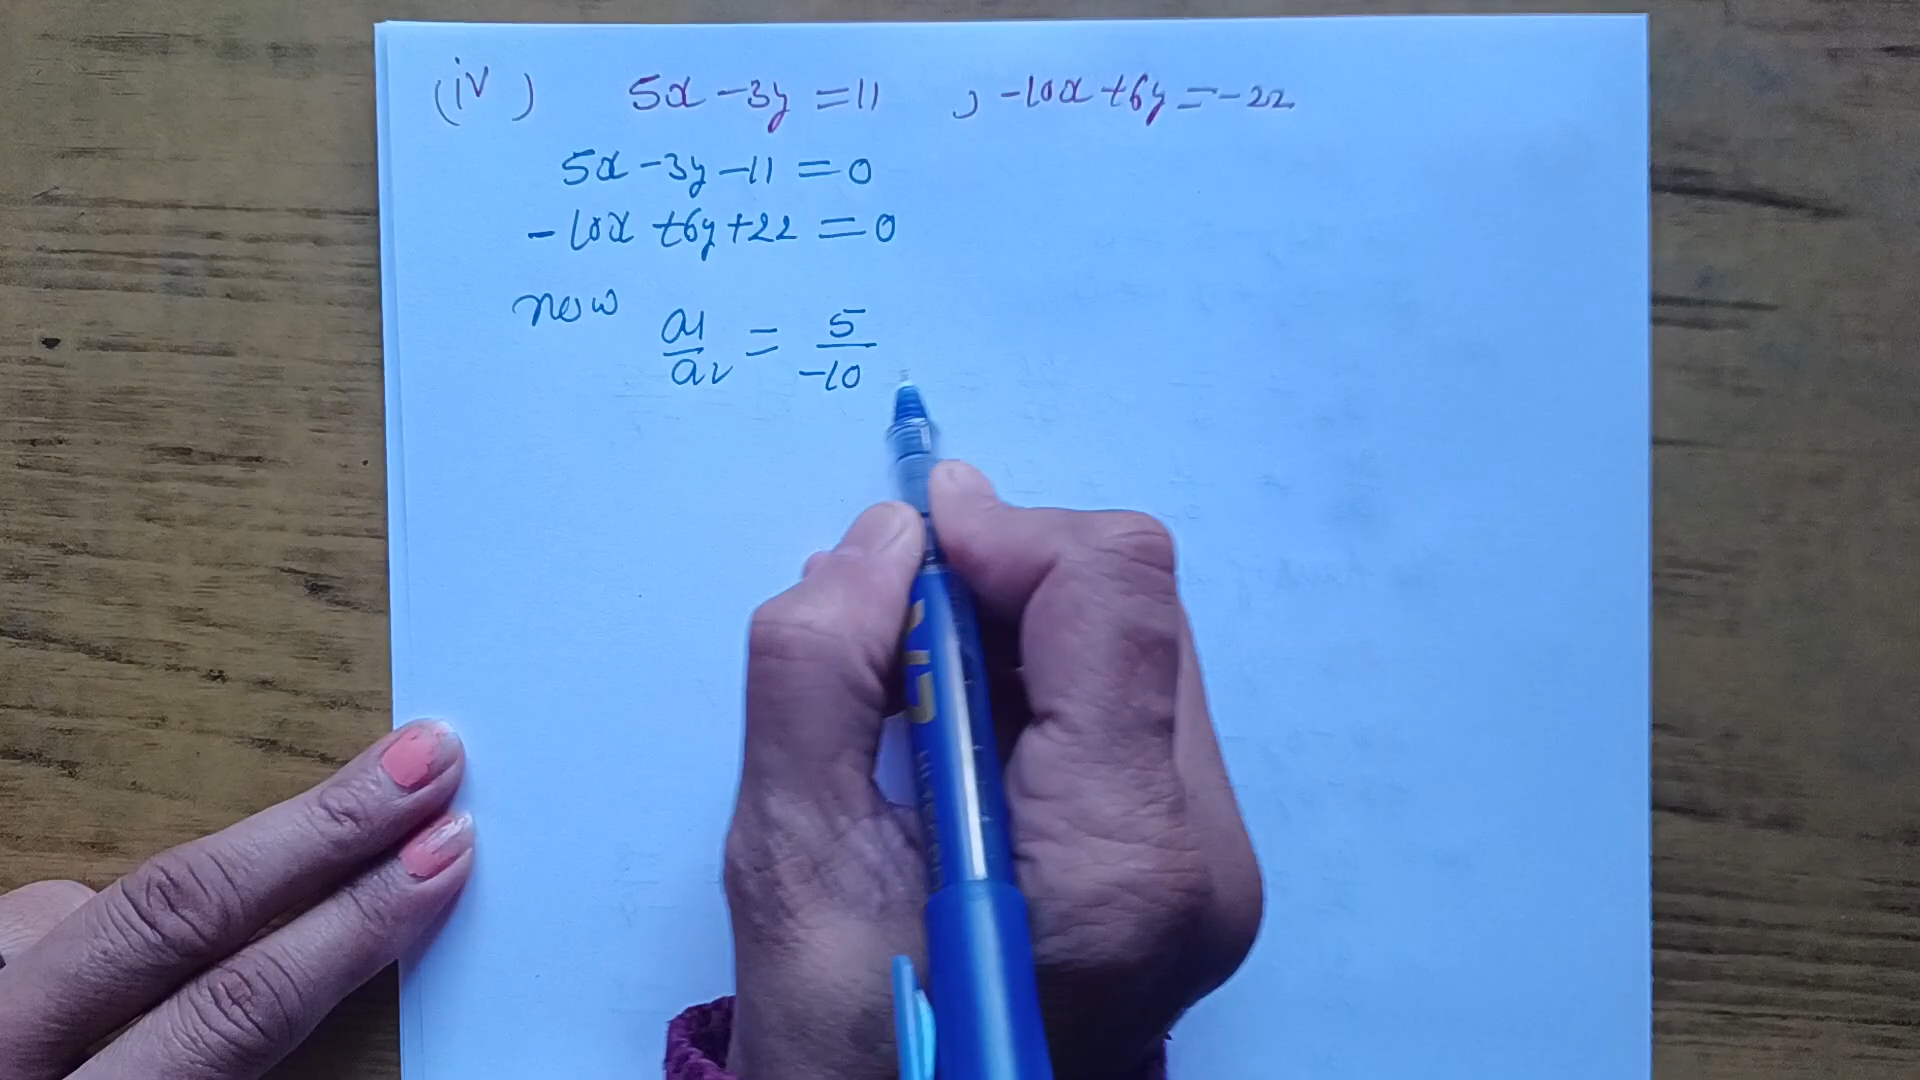 (iv) 5x - 3y = 11 , -10x + 6y = -22
5x - 3y - 11 = 0
- 10x + 6y + 22 = 0
now a1/a2 = 5/-10
V7